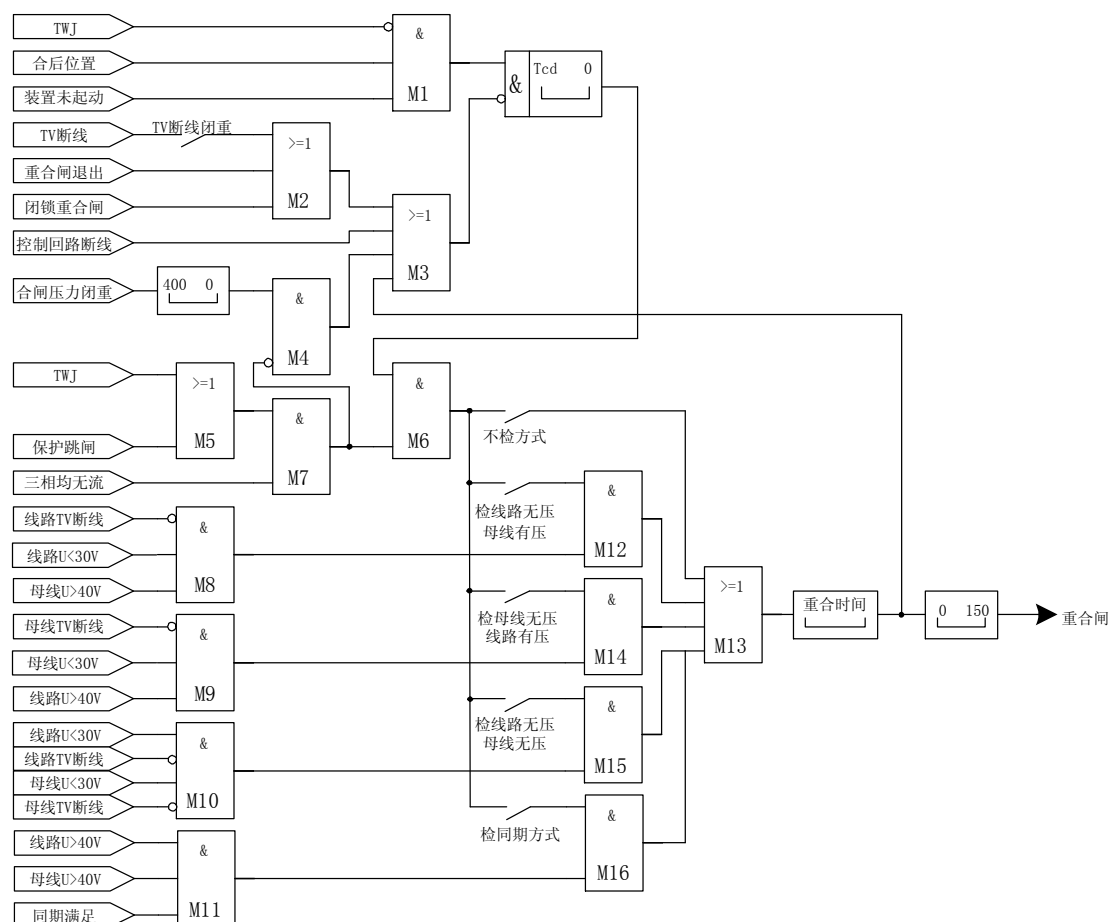 TWJ
合后位置
装置未起动
&
M1
&
Tcd 0
TV断线
TV断线闭重
重合闸退出
闭锁重合闸
>=1
M2
控制回路断线
>=1
M3
合闸压力闭重
400 0
&
M4
TWJ
保护跳闸
>=1
M5
三相均无流
&
M7
&
M6
不检方式
线路TV断线
线路U<30V
母线U>40V
&
M8
检线路无压
母线有压
&
M12
母线TV断线
母线U<30V
线路U>40V
&
M9
检母线无压
线路有压
&
M14
>=1
M13
重合时间
0 150
重合闸
线路U<30V
线路TV断线
母线U<30V
母线TV断线
&
M10
检线路无压
母线无压
&
M15
线路U>40V
母线U>40V
同期满足
&
M11
检同期方式
&
M16